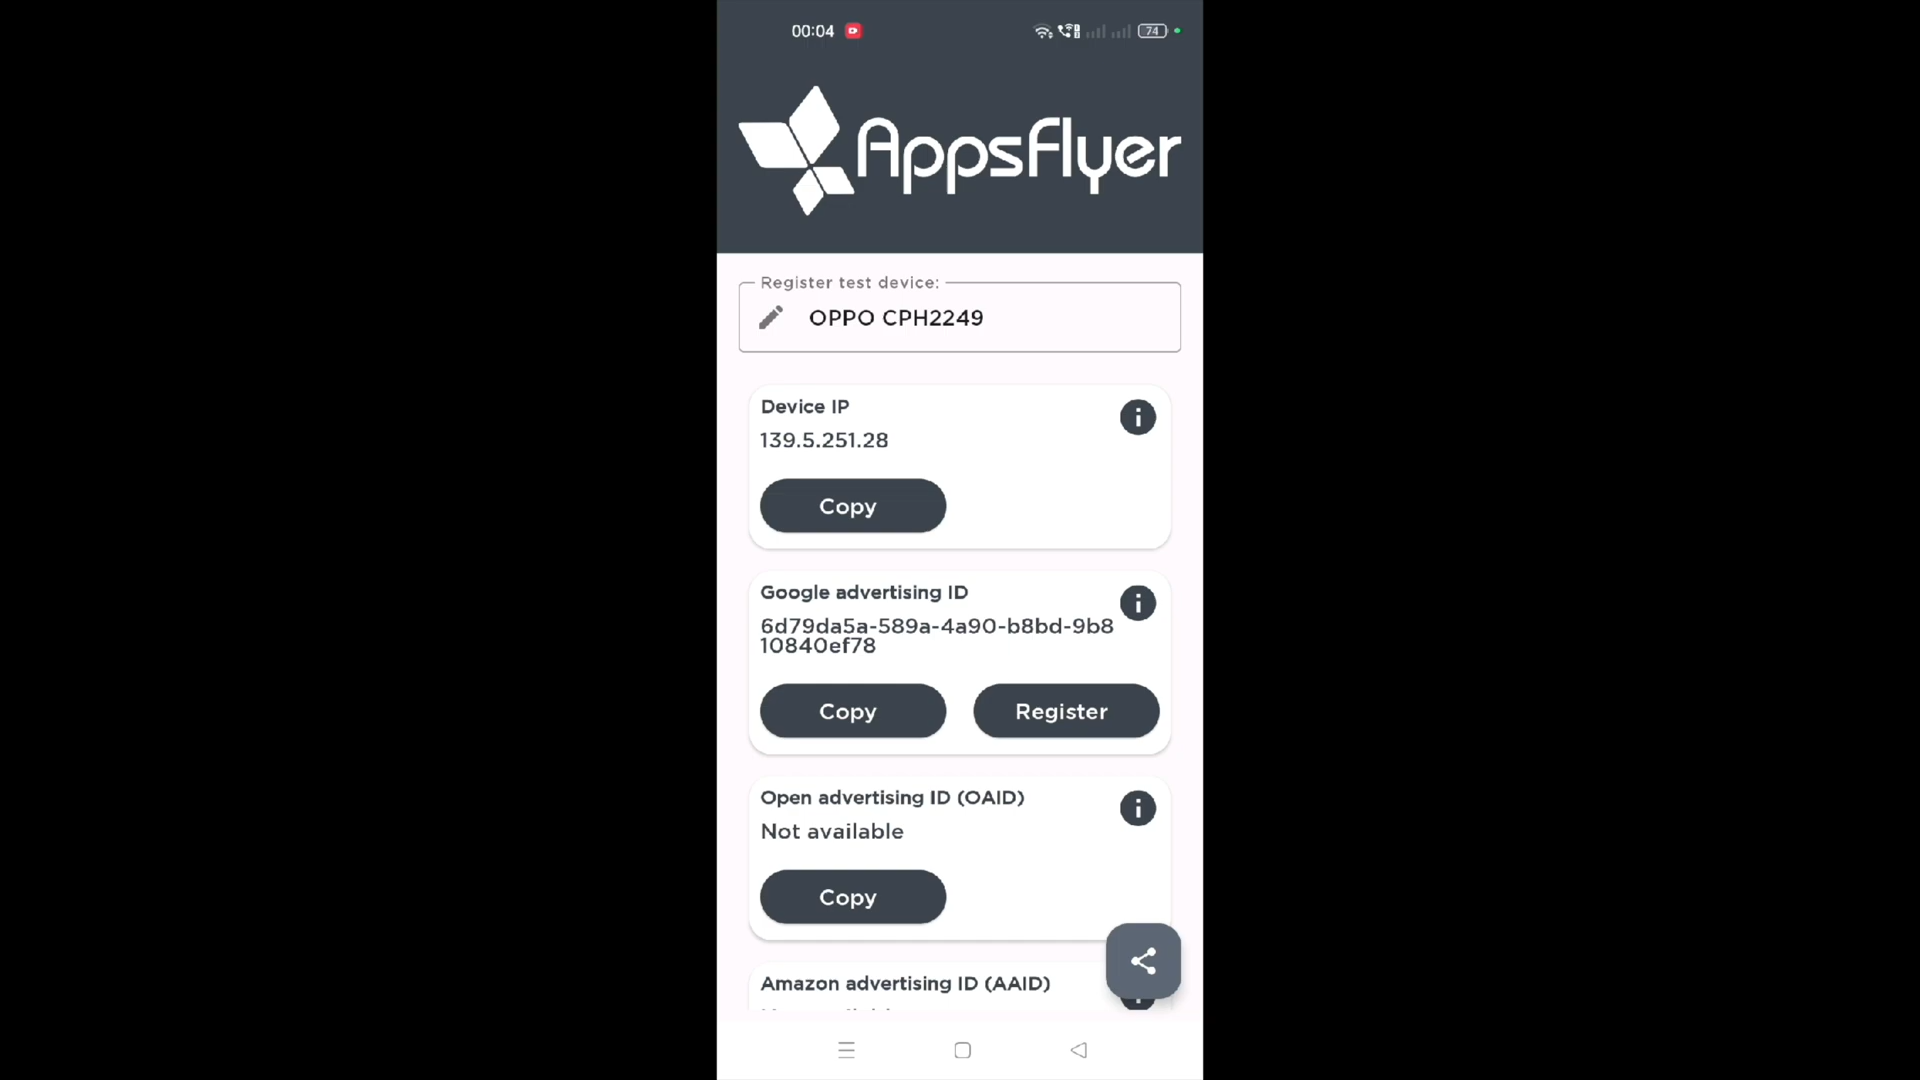 00:04
74
AppsFlyer
Register test device:
OPPO CPH2249
Device IP
139.5.251.28
Copy
Google advertising ID
6d79da5a-589a-4a90-b8bd-9b8
10840ef78
Copy
Register
Open advertising ID (OAID)
Not available
Copy
Amazon advertising ID (AAID)